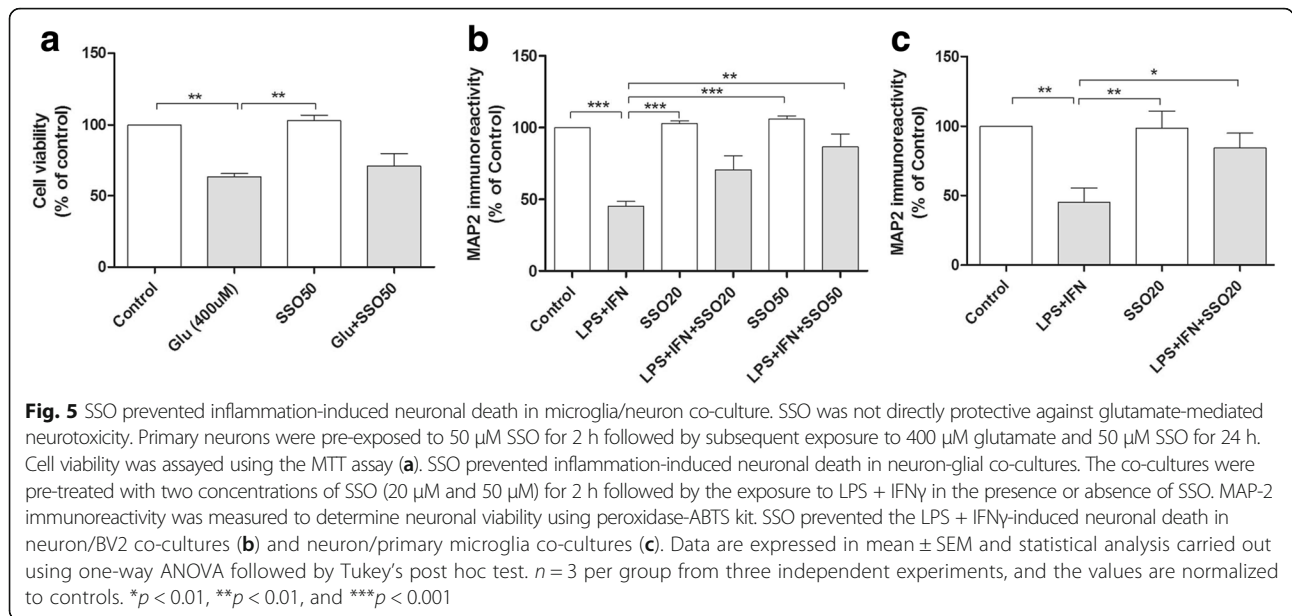 a
150
100
50
0
Cell viability
(% of control)
** **
Control
Glu (400uM)
SSO50
Glu+SSO50
b
150
100
50
0
MAP2 immunoreactivity
(% of Control)
**
***
*** ***
Control
LPS+IFN
SSO20
LPS+IFN+SSO20
SSO50
LPS+IFN+SSO50
c
150
100
50
0
MAP2 immunoreactivity
(% of Control)
*
** **
Control
LPS+IFN
SSO20
LPS+IFN+SSO20
Fig. 5 SSO prevented inflammation-induced neuronal death in microglia/neuron co-culture. SSO was not directly protective against glutamate-mediated
neurotoxicity. Primary neurons were pre-exposed to 50 μM SSO for 2 h followed by subsequent exposure to 400 μM glutamate and 50 μM SSO for 24 h.
Cell viability was assayed using the MTT assay (a). SSO prevented inflammation-induced neuronal death in neuron-glial co-cultures. The co-cultures were
pre-treated with two concentrations of SSO (20 μM and 50 μM) for 2 h followed by the exposure to LPS + IFNγ in the presence or absence of SSO. MAP-2
immunoreactivity was measured to determine neuronal viability using peroxidase-ABTS kit. SSO prevented the LPS + IFNγ-induced neuronal death in
neuron/BV2 co-cultures (b) and neuron/primary microglia co-cultures (c). Data are expressed in mean ± SEM and statistical analysis carried out
using one-way ANOVA followed by Tukey's post hoc test. n = 3 per group from three independent experiments, and the values are normalized
to controls. *p < 0.01, **p < 0.01, and ***p < 0.001